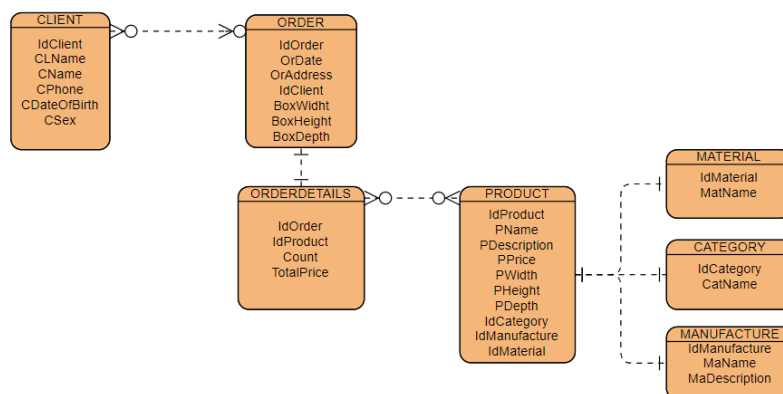 CLIENT
IdClient
CLName
CName
CPhone
CDateOfBirth
CSex
ORDER
IdOrder
OrDate
OrAddress
IdClient
BoxWidht
BoxHeight
BoxDepth
ORDERDETAILS
IdOrder
IdProduct
Count
TotalPrice
PRODUCT
IdProduct
PName
PDescription
PPrice
PWidth
PHeight
PDepth
IdCategory
IdManufacture
IdMaterial
MATERIAL
IdMaterial
MatName
CATEGORY
IdCategory
CatName
MANUFACTURE
IdManufacture
MaName
MaDescription